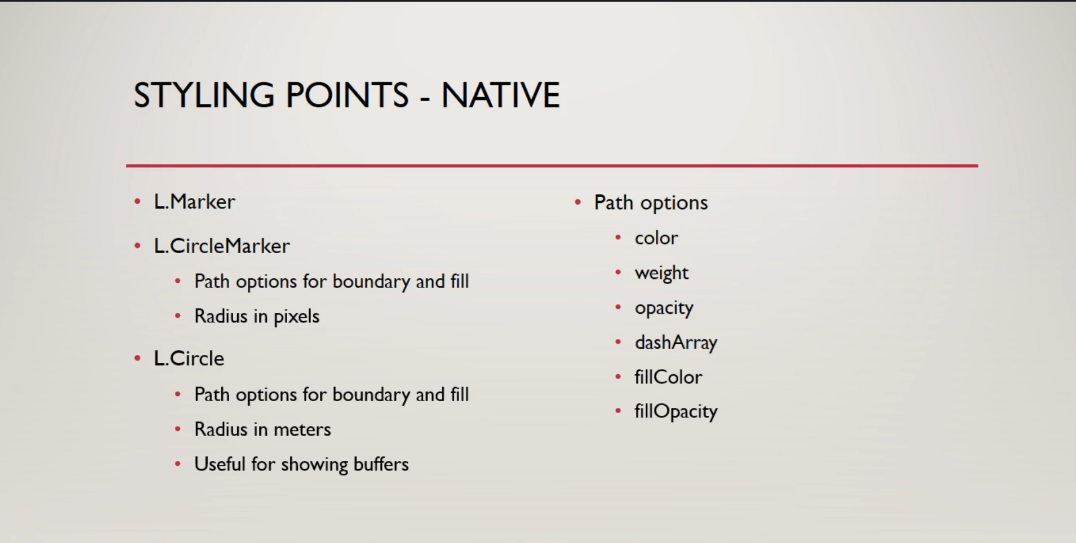 STYLING POINTS - NATIVE
• L.Marker
• L.CircleMarker
• Path options for boundary and fill
• Radius in pixels
• L.Circle
• Path options for boundary and fill
• Radius in meters
• Useful for showing buffers
• Path options
• color
• weight
• opacity
• dashArray
• fillColor
• fillOpacity